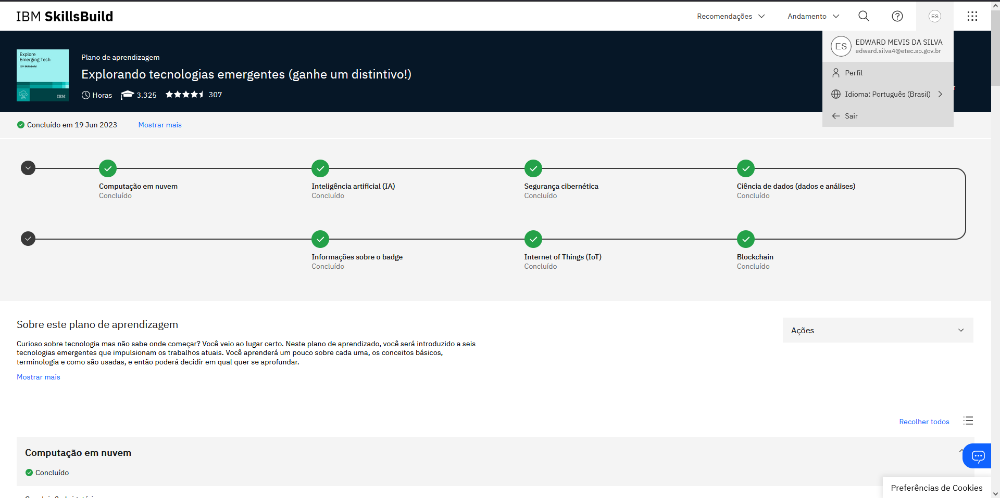 IBM SkillsBuild
Recomendações
Andamento
ES
ES
EDWARD MEVIS DA SILVA
edward.silva4@etec.sp.gov.br
Perfil
Idioma: Português (Brasil)
Sair
Explore
Emerging Tech
IBM SkillsBuild
IBM
Plano de aprendizagem
Explorando tecnologias emergentes (ganhe um distintivo!)
Horas 3.325 307
r
Concluído em 19 Jun 2023 Mostrar mais
Computação em nuvem
Concluído
Inteligência artificial (IA)
Concluído
Segurança cibernética
Concluído
Ciência de dados (dados e análises)
Concluído
Informações sobre o badge
Concluído
Internet of Things (IoT)
Concluído
Blockchain
Concluído
Sobre este plano de aprendizagem
Ações
Curioso sobre tecnologia mas não sabe onde começar? Você veio ao lugar certo. Neste plano de aprendizado, você será introduzido a seis
tecnologias emergentes que impulsionam os trabalhos atuais. Você aprenderá um pouco sobre cada uma, os conceitos básicos,
terminologia e como são usadas, e então poderá decidir em qual quer se aprofundar.
Mostrar mais
Recolher todos
Computação em nuvem
Concluído
Preferências de Cookies